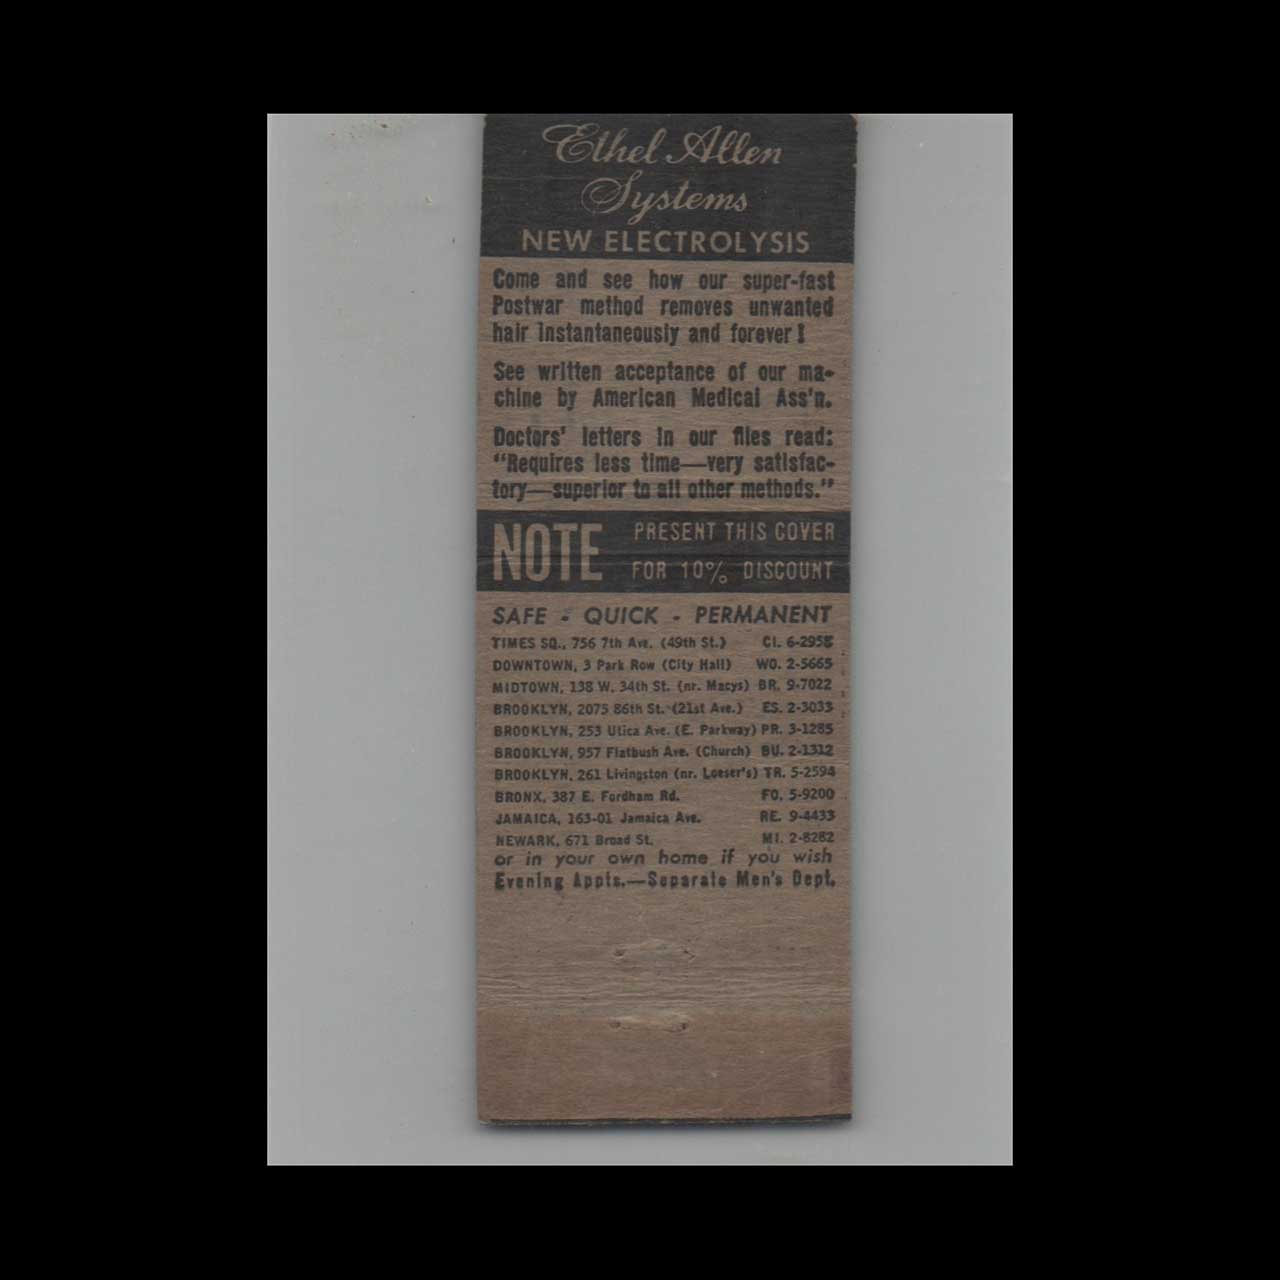 Ethel Allen
Systems
NEW ELECTROLYSIS
Come and see how our super-fast
Postwar method removes unwanted
hair instantaneously and forever!
See written acceptance of our ma-
chine by American Medical Ass'n.
Doctors' letters in our files read:
"Requires less time—very satisfac-
tory—superior to all other methods."
NOTE
PRESENT THIS COVER
FOR 10% DISCOUNT
SAFE - QUICK - PERMANENT
TIMES SQ., 756 7th Ave. (49th St.) CI. 6-2958
DOWNTOWN, 3 Park Row (City Hall) WO. 2-5665
MIDTOWN, 138 W. 34th St. (nr. Macys) BR. 9-7022
BROOKLYN, 2075 86th St. (21st Ave.) ES. 2-3033
BROOKLYN, 253 Utica Ave. (E. Parkway) PR. 3-1285
BROOKLYN, 957 Flatbush Ave. (Church) BU. 2-1312
BROOKLYN, 261 Livingston (nr. Loeser's) TR. 5-2594
BRONX, 387 E. Fordham Rd. FO. 5-9200
JAMAICA, 163-01 Jamaica Ave. RE. 9-4433
NEWARK, 671 Broad St. MI. 2-8282
or in your own home if you wish
Evening Appts.—Separate Men's Dept.